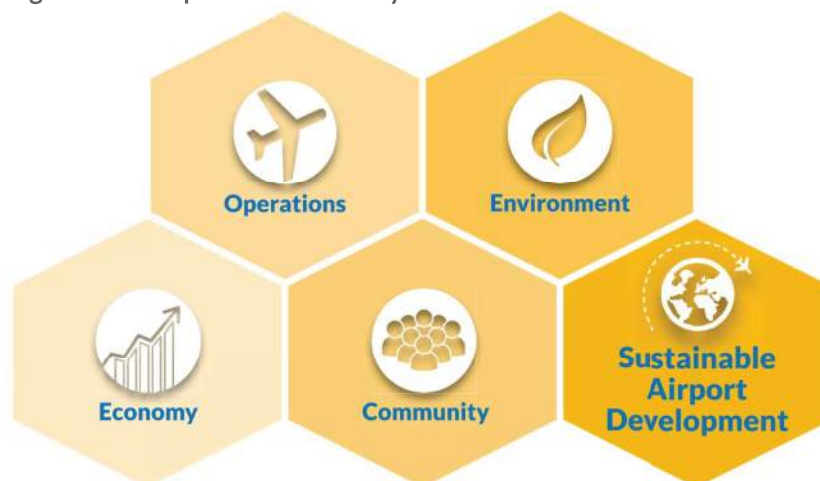 Operations
Environment
Economy
Community
Sustainable
Airport
Development